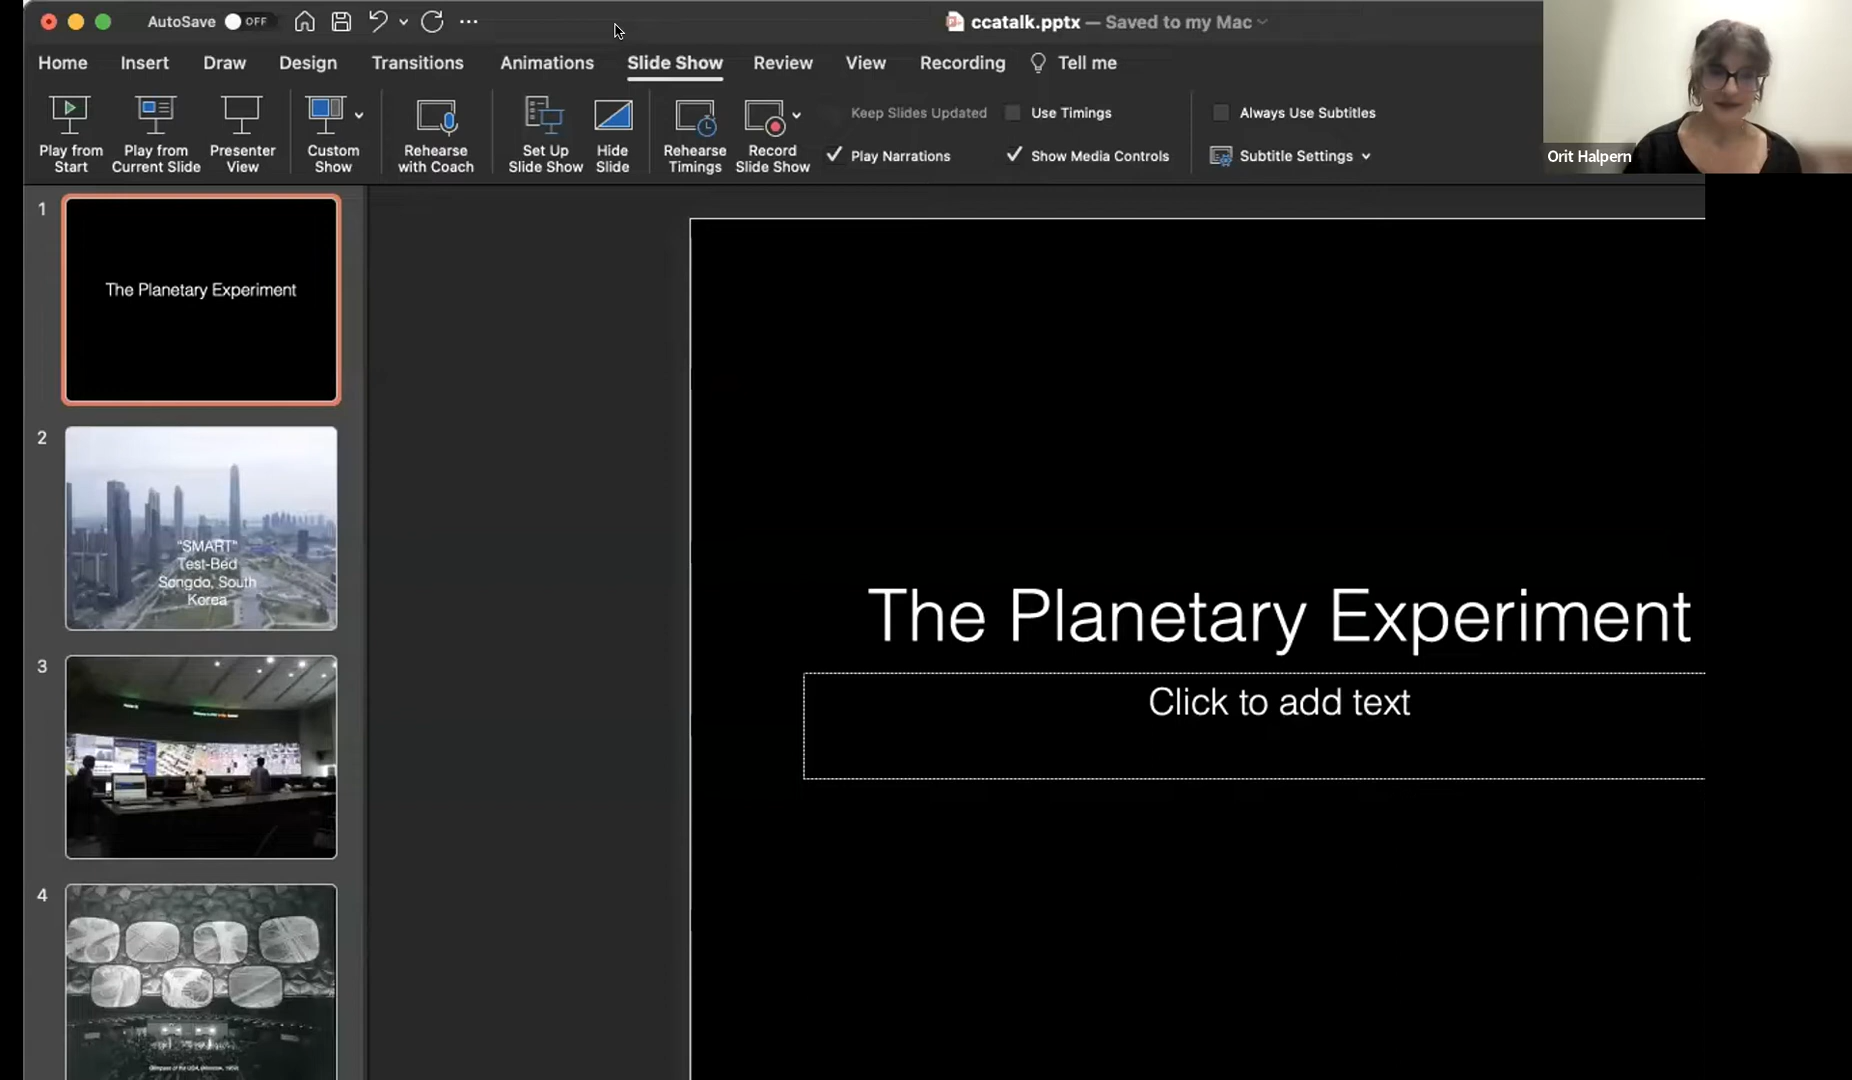 AutoSave OFF
ccatalk.pptx — Saved to my Mac
Home Insert Draw Design Transitions Animations Slide Show Review View Recording Tell me
Play from Start
Play from Current Slide
Presenter View
Custom Show
Rehearse with Coach
Set Up Slide Show
Hide Slide
Rehearse Timings
Record Slide Show
Keep Slides Updated
Use Timings
Always Use Subtitles
Play Narrations
Show Media Controls
Subtitle Settings
Orit Halpern
1
The Planetary Experiment
2
"SMART"
Test-Bed
Songdo, South
Korea
3
4
The Planetary Experiment
Click to add text